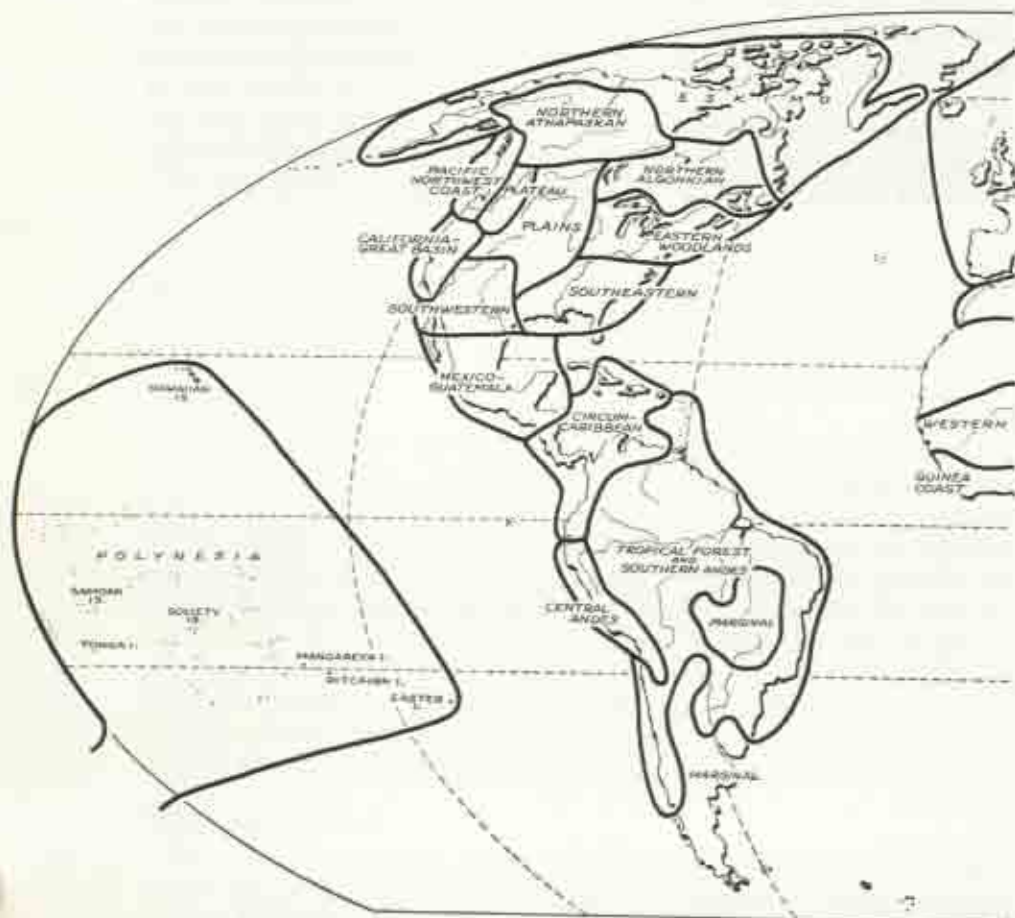 ESKIMO
NORTHERN
ATHAPASKAN
PACIFIC
NORTHWEST
COAST
PLATEAU
NORTHERN
ALGONKIAN
PLAINS
CALIFORNIA-
GREAT BASIN
EASTERN
WOODLANDS
SOUTHWESTERN
SOUTHEASTERN
MEXICO-
GUATEMALA
CIRCUM-
CARIBBEAN
HAWAIIAN
IS.
WESTERN
GUINEA
COAST
POLYNESIA
TROPICAL FOREST
AND
SOUTHERN ANDES
SAMOAN
IS.
SOCIETY
IS.
CENTRAL
ANDES
MARGINAL
TONGA I.
MANGAREVA I.
PITCAIRN I.
EASTER
I.
MARGINAL